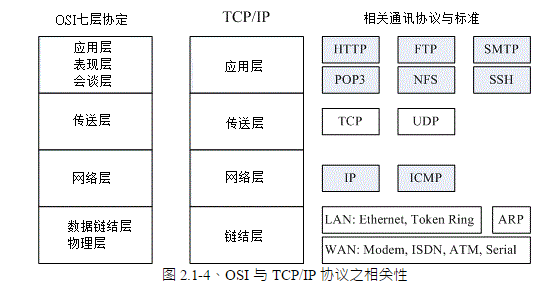 OSI七层协定
TCP/IP
相关通讯协议与标准
应用层
表现层
会谈层
应用层
HTTP
FTP
SMTP
POP3
NFS
SSH
传送层
传送层
TCP
UDP
网络层
网络层
IP
ICMP
数据链结层
物理层
链结层
LAN: Ethernet, Token Ring
ARP
WAN: Modem, ISDN, ATM, Serial
图 2.1-4、OSI 与 TCP/IP 协议之相关性